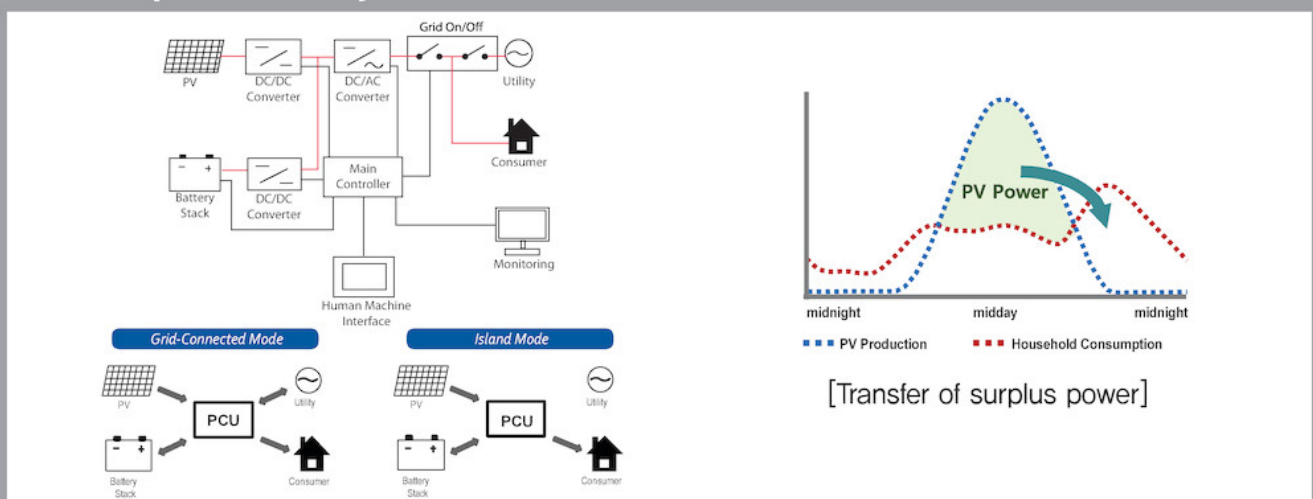 Grid On/Off
PV
DC/DC
Converter
DC/AC
Converter
Utility
Consumer
- +
Battery
Stack
DC/DC
Converter
Main
Controller
Monitoring
Human Machine
Interface
Grid-Connected Mode
PV
Utility
PCU
- +
Battery
Stack
Consumer
Island Mode
PV
Utility
PCU
- +
Battery
Stack
Consumer
PV Power
midnight midday midnight
PV Production Household Consumption
[Transfer of surplus power]